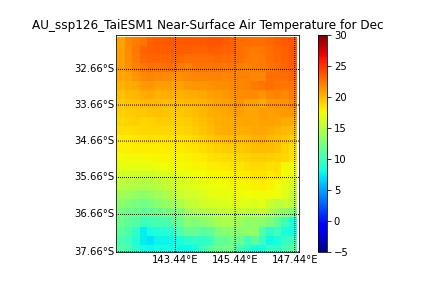 AU_ssp126_TaiESM1 Near-Surface Air Temperature for Dec
32.66°S
33.66°S
34.66°S
35.66°S
36.66°S
37.66°S
143.44°E 145.44°E 147.44°E
30
25
20
15
10
5
0
−5